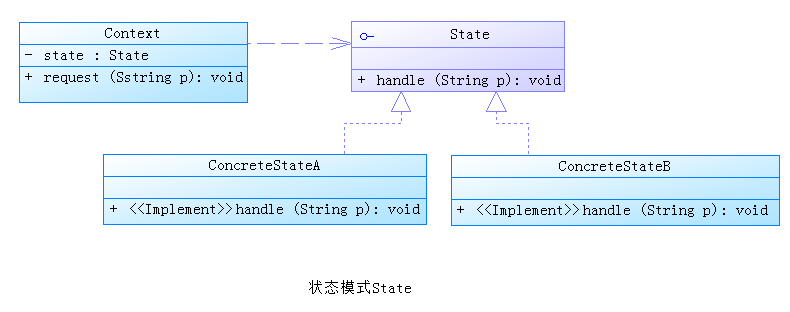 Context
- state : State
+ request (Sstring p): void
State
+ handle (String p): void
ConcreteStateA
+ <<Implement>>handle (String p): void
ConcreteStateB
+ <<Implement>>handle (String p): void
状态模式State